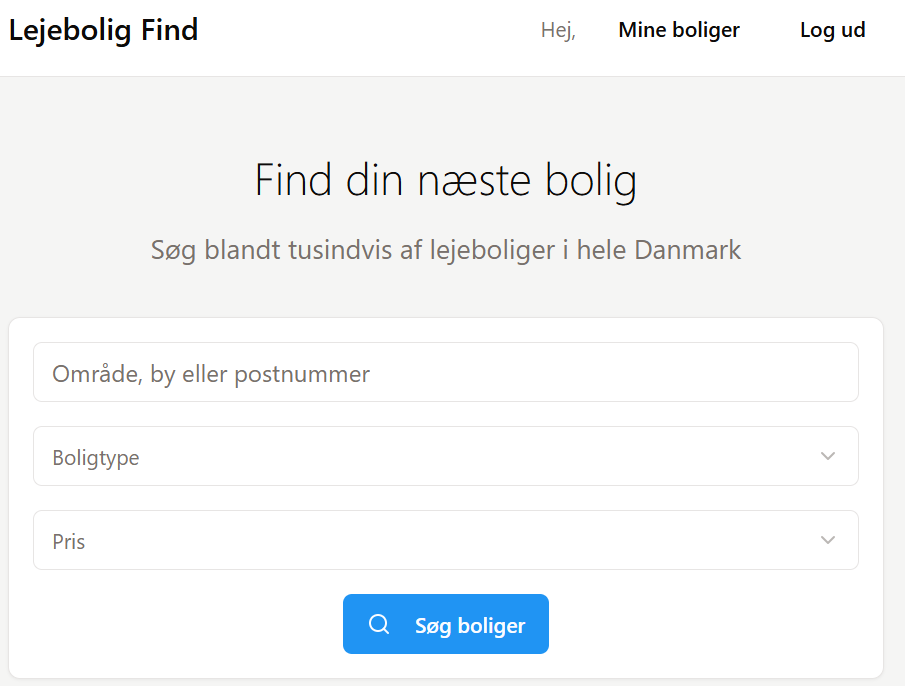 Lejebolig Find
Hej,
Mine boliger
Log ud
Find din næste bolig
Søg blandt tusindvis af lejeboliger i hele Danmark
Område, by eller postnummer
Boligtype
Pris
Søg boliger